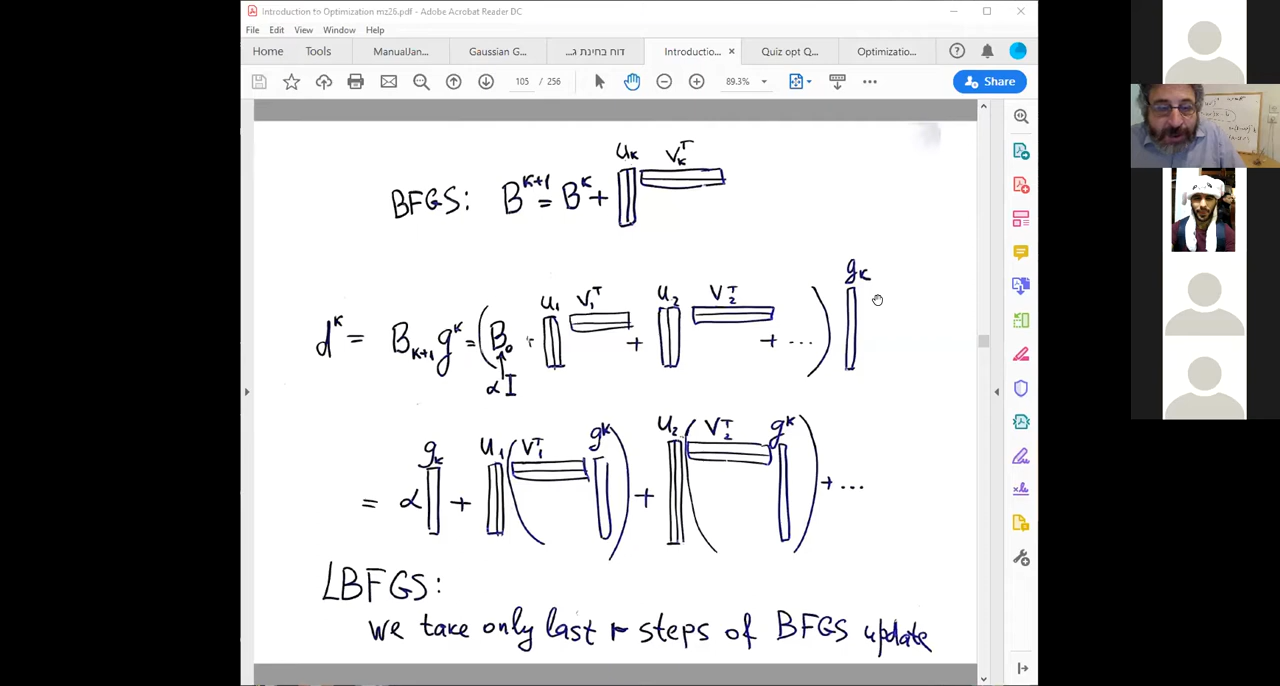 Introduction to Optimization mz26.pdf - Adobe Acrobat Reader DC
File Edit View Window Help
Home Tools ManualJan... Gaussian G... דוח בחינת ג... Introductio... × Quiz opt Q... Optimizatio...
105 / 256 89.3% Share
u_k v_k^T
BFGS: B^{k+1} = B^k +
g_k
u_1 v_1^T u_2 v_2^T
d^k = B_{k+1} g^k = ( B_0 + + + ... )
αI
g_k u_1 ( v_1^T g^k ) u_2 ( v_2^T g^k )
= α + + + ...
LBFGS:
we take only last r steps of BFGS update